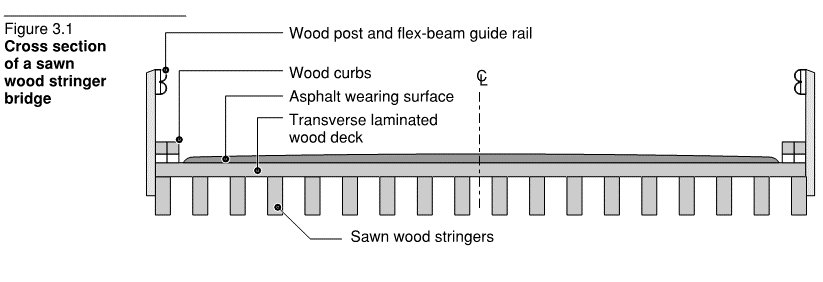 Figure 3.1
Cross section
of a sawn
wood stringer
bridge
Wood post and flex-beam guide rail
Wood curbs
℄
Asphalt wearing surface
Transverse laminated
wood deck
Sawn wood stringers